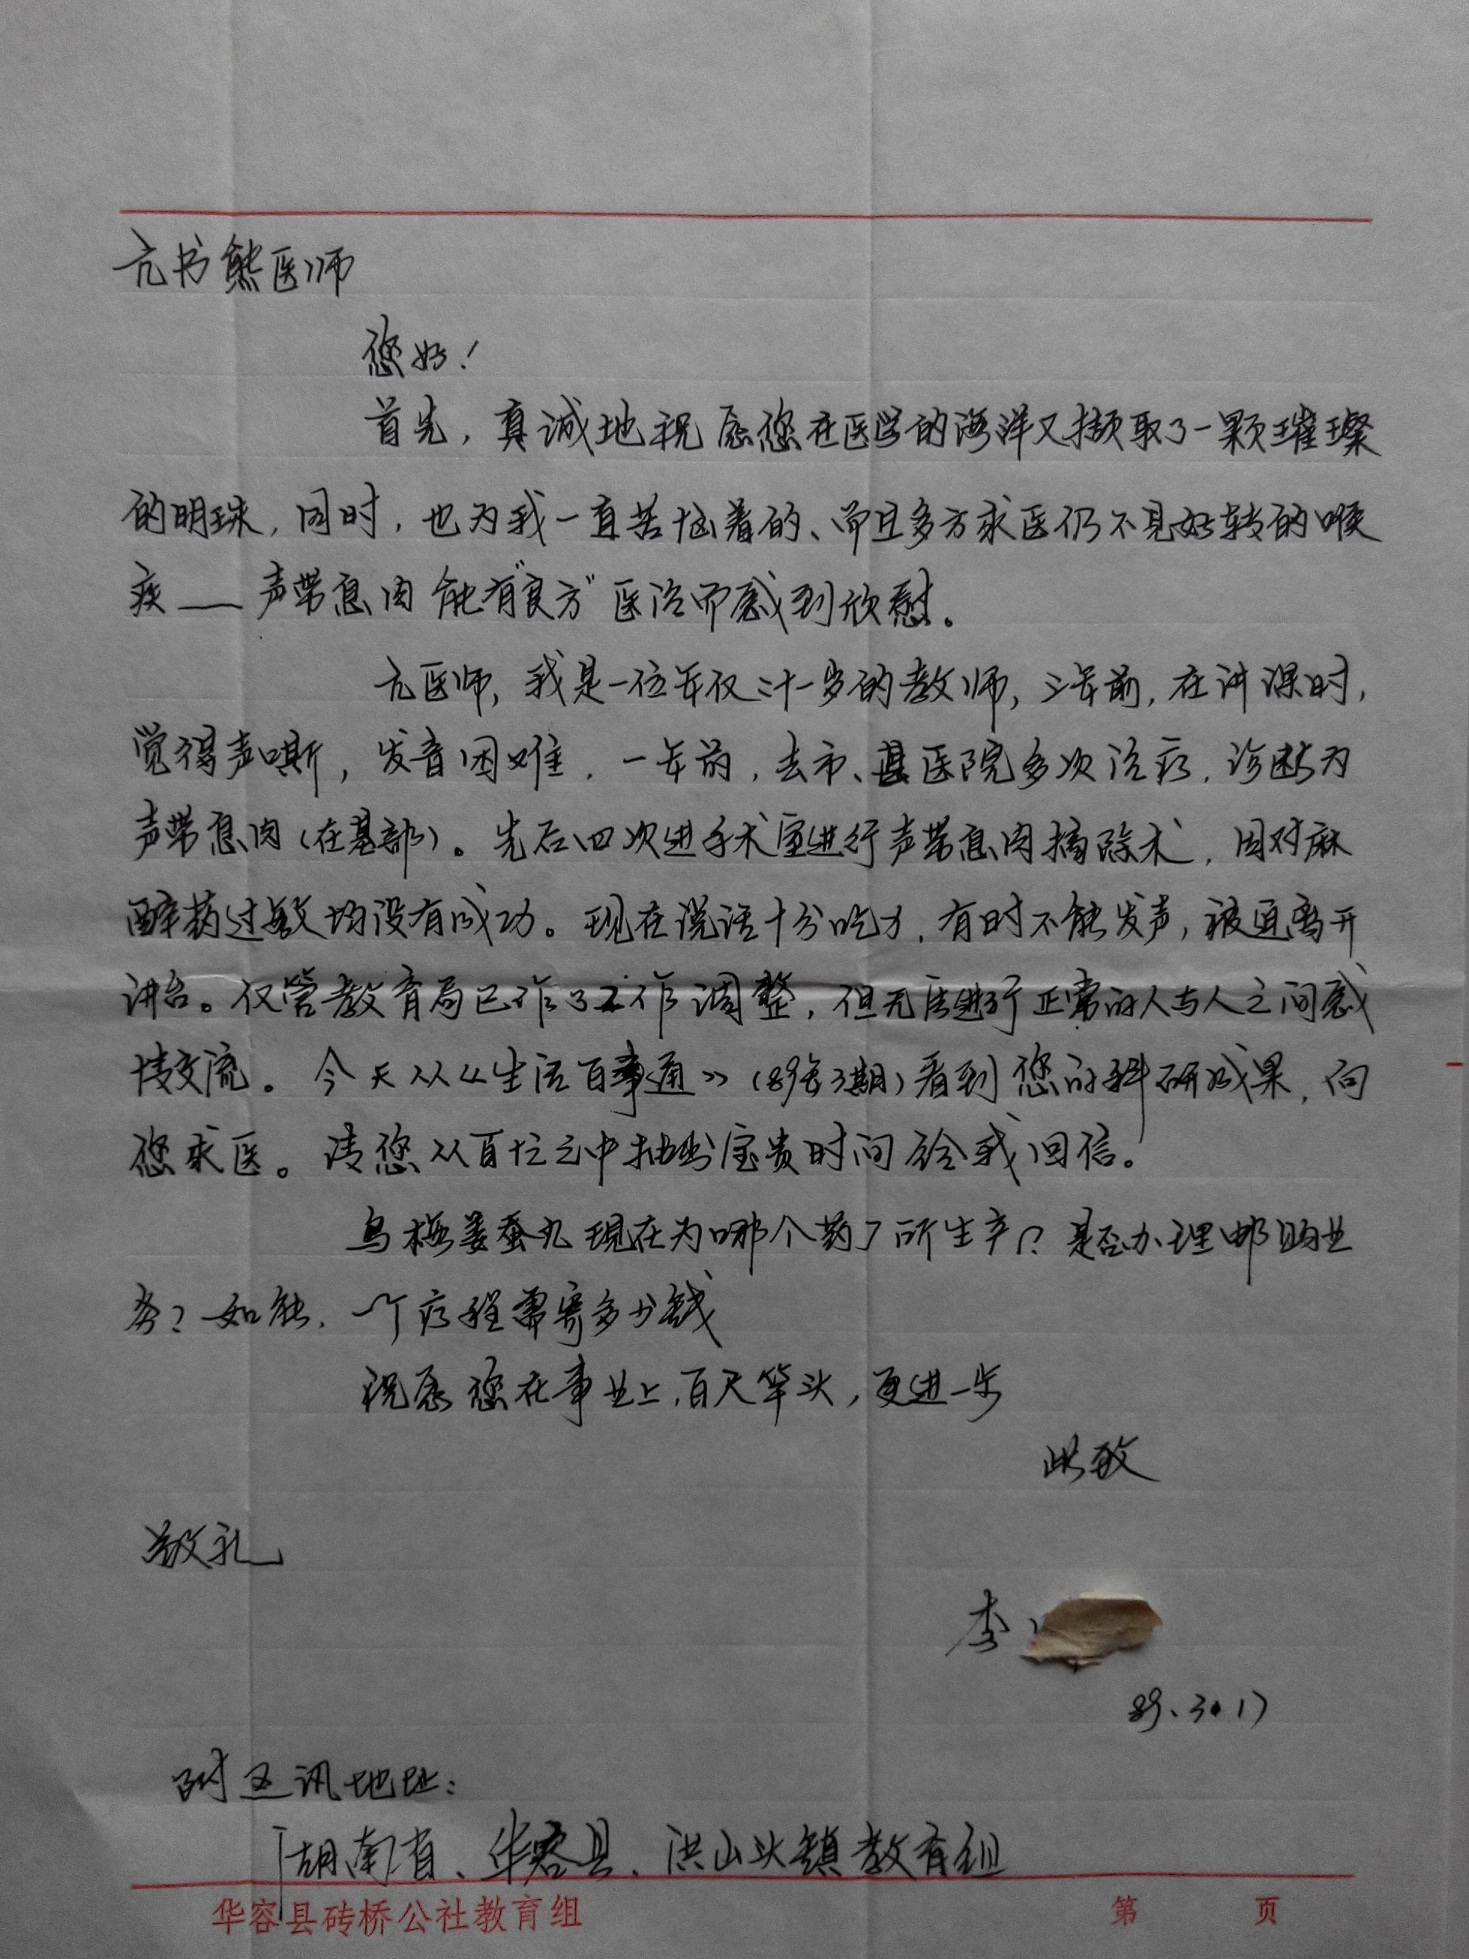 亢书熊医师
您好！
首先，真诚地祝愿您在医学的海洋又撷取了一颗璀璨
的明珠，同时，也为我一直苦恼着的、而且多方求医仍不见好转的喉
疾——声带息肉能有"良方"医治而感到欣慰。
亢医师，我是一位年仅二十一岁的教师，三年前，在讲课时，
觉得声嘶，发音困难，一年前，去市、县医院多次治疗，诊断为
声带息肉（在基部）。先后四次进手术室进行声带息肉摘除术，因对麻
醉药过敏均没有成功。现在说话十分吃力，有时不能发声，被迫离开
讲台。仅管教育局已作了工作调整，但无法进行正常的人与人之间感
情交流。今天从《生活百事通》（89年3期）看到您的科研成果，向
您求医。请您从百忙之中抽出宝贵时间给我回信。
乌梅姜蚕丸现在为哪个药厂所生产？是否办理邮购业
务？如能，一个疗程需寄多少钱
祝愿您在事业上，百尺竿头，更进一步
此致
敬礼
李
89.3.17
附通讯地址：
湖南省、华容县、洪山头镇教育组
华容县砖桥公社教育组 第 页